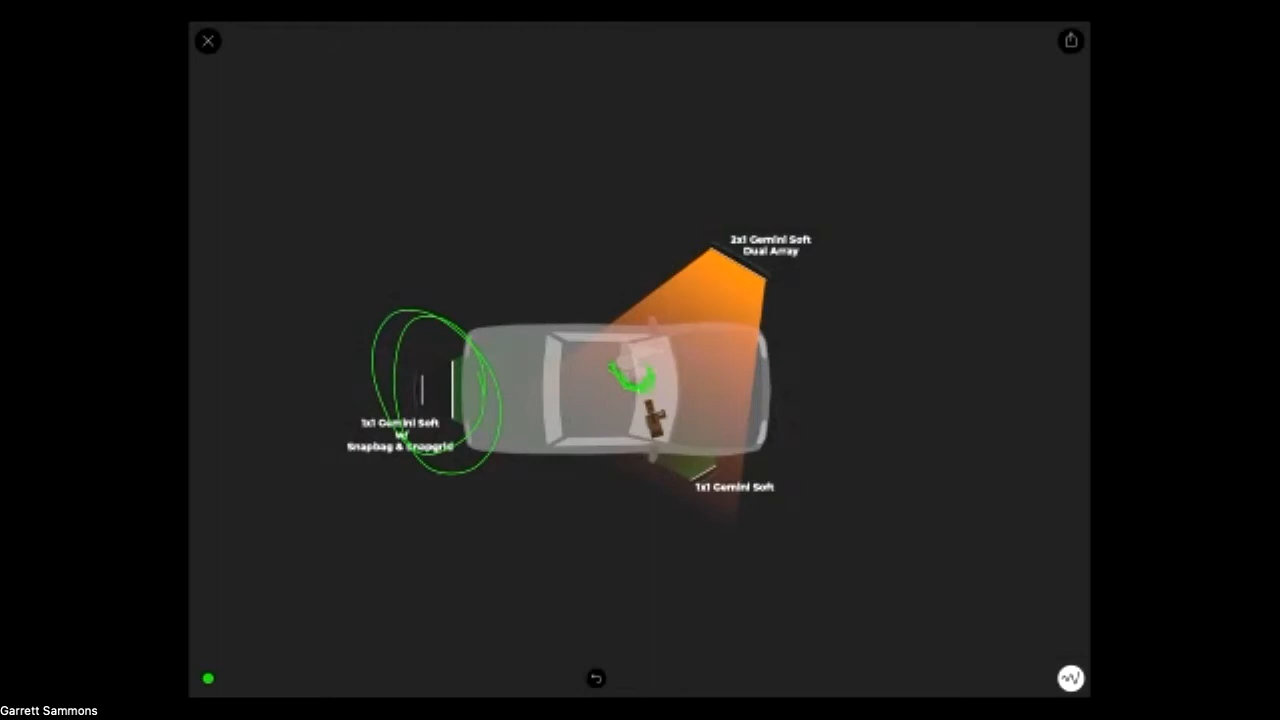 2x1 Gemini Soft
Dual Array
1x1 Gemini Soft
w/
Snapbag & Snapgrid
1x1 Gemini Soft
Garrett Sammons